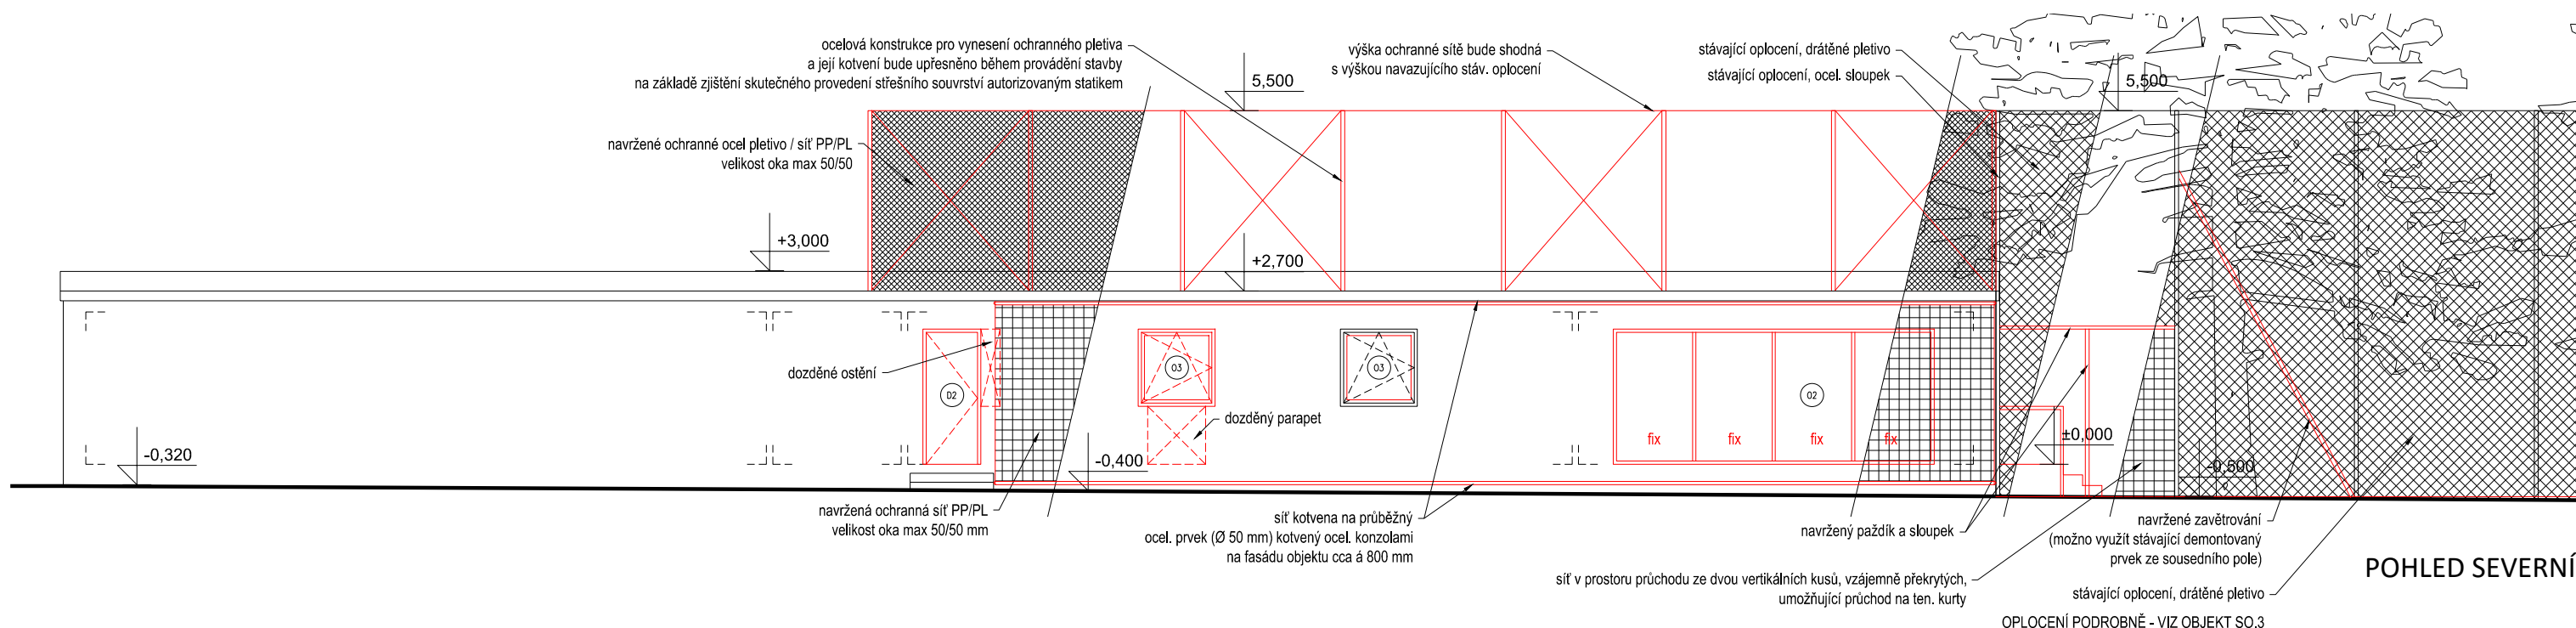 ocelová konstrukce pro vynesení ochranného pletiva
a její kotvení bude upřesněno během provádění stavby
na základě zjištění skutečného provedení střešního souvrství autorizovaným statikem
výška ochranné sítě bude shodná
s výškou navazujícího stáv. oplocení
stávající oplocení, drátěné pletivo
stávající oplocení, ocel. sloupek
5,500
5,500
navržené ochranné ocel pletivo / síť PP/PL
velikost oka max 50/50
+3,000
+2,700
dozděné ostění
D2
O3
O3
O2
dozděný parapet
fix
fix
fix
fix
-0,320
-0,400
±0,000
-0,500
navržená ochranná síť PP/PL
velikost oka max 50/50 mm
síť kotvena na průběžný
ocel. prvek (Ø 50 mm) kotvený ocel. konzolami
na fasádu objektu cca á 800 mm
navržený paždík a sloupek
navržené zavětrování
(možno využít stávající demontovaný
prvek ze sousedního pole)
síť v prostoru průchodu ze dvou vertikálních kusů, vzájemně překrytých,
umožňující průchod na ten. kurty
stávající oplocení, drátěné pletivo
OPLOCENÍ PODROBNĚ - VIZ OBJEKT SO.3
POHLED SEVERNÍ